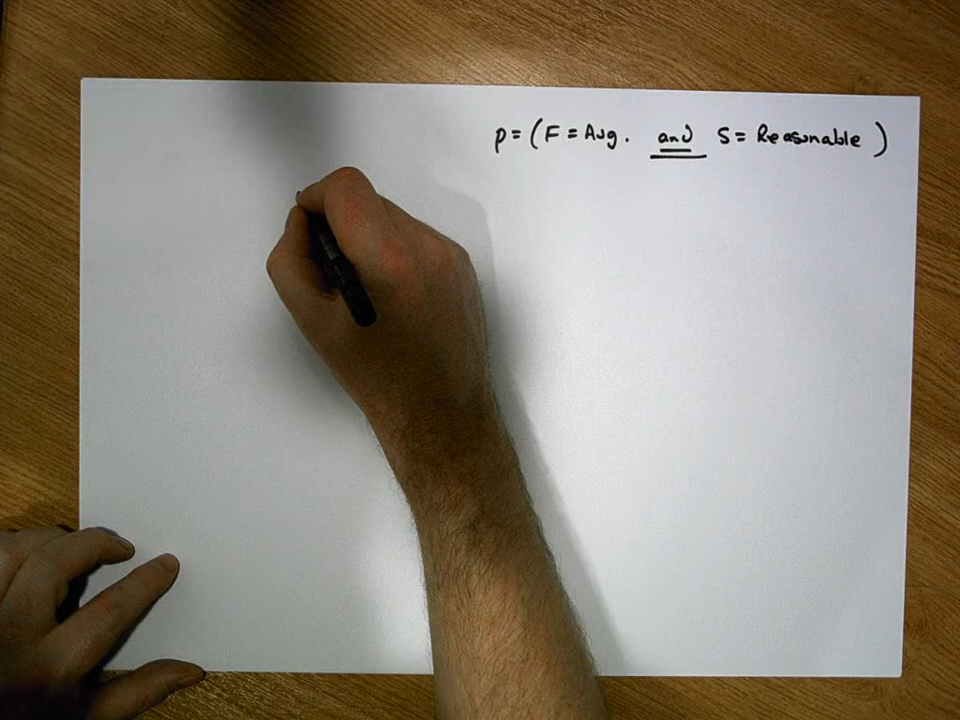 p = ( F = Avg. and S = Reasonable )